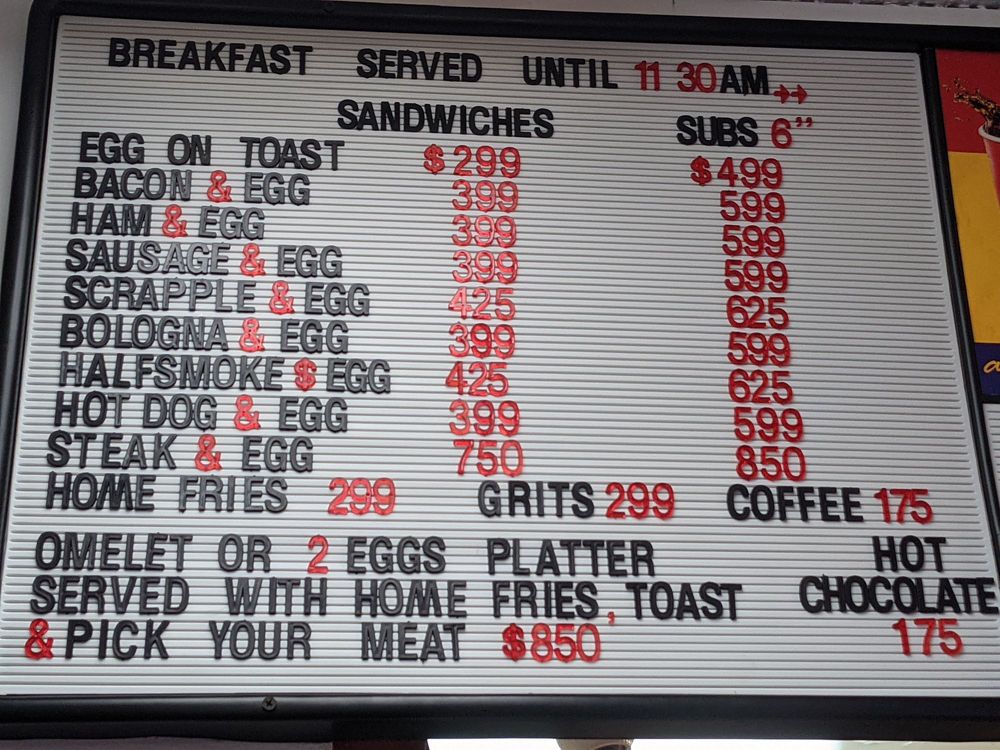 BREAKFAST SERVED UNTIL 11 30AM→→
SANDWICHES SUBS 6”
EGG ON TOAST $299 $499
BACON & EGG 399 599
HAM & EGG 399 599
SAUSAGE & EGG 399 599
SCRAPPLE & EGG 425 625
BOLOGNA & EGG 399 599
HALFSMOKE $ EGG 425 625
HOT DOG & EGG 399 599
STEAK & EGG 750 850
HOME FRIES 299 GRITS 299 COFFEE 175
OMELET OR 2 EGGS PLATTER
SERVED WITH HOME FRIES, TOAST
& PICK YOUR MEAT $850
HOT
CHOCOLATE
175